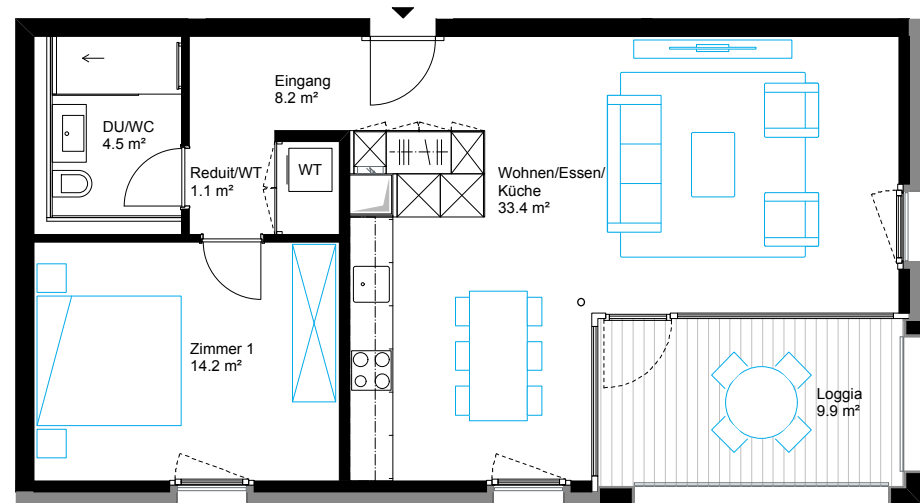 Eingang
8.2 m²
DU/WC
4.5 m²
Reduit/WT
1.1 m²
WT
Wohnen/Essen/
Küche
33.4 m²
Zimmer 1
14.2 m²
Loggia
9.9 m²